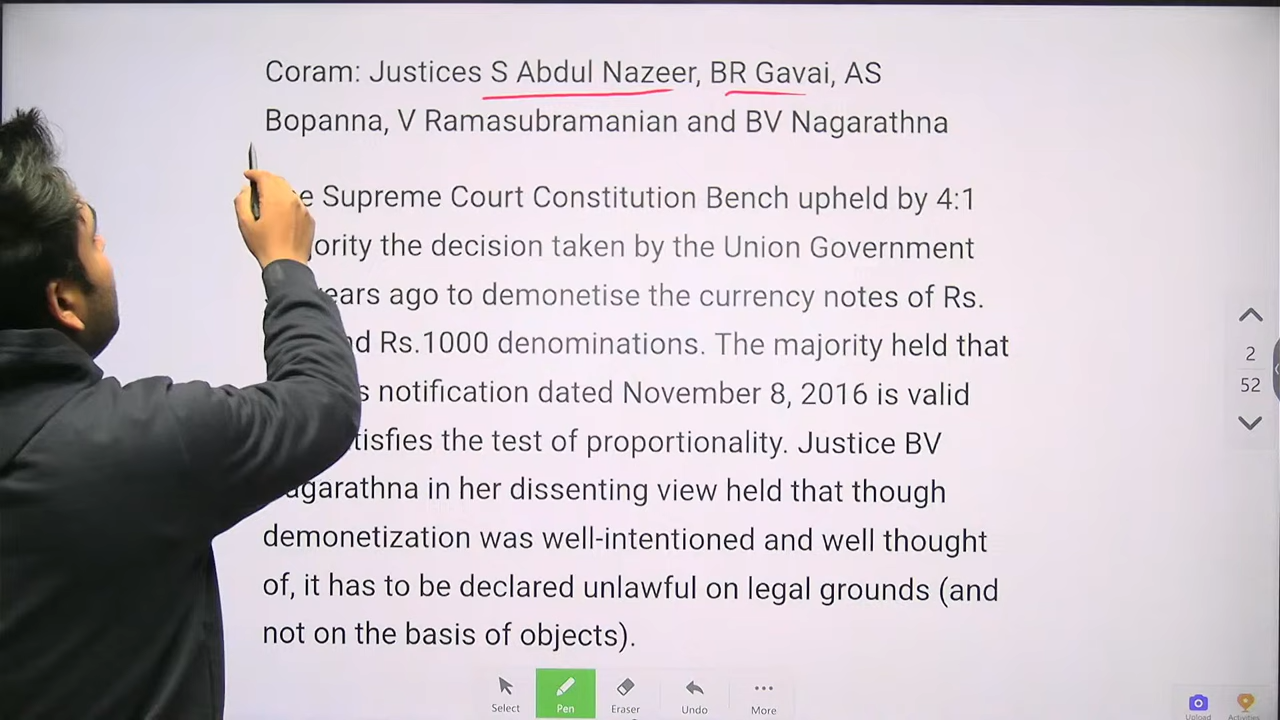 Coram: Justices S Abdul Nazeer, BR Gavai, AS
Bopanna, V Ramasubramanian and BV Nagarathna
Supreme Court Constitution Bench upheld by 4:1
the decision taken by the Union Government
ago to demonetise the currency notes of Rs.
Rs.1000 denominations. The majority held that
notification dated November 8, 2016 is valid
the test of proportionality. Justice BV
in her dissenting view held that though
demonetization was well-intentioned and well thought
of, it has to be declared unlawful on legal grounds (and
not on the basis of objects).
2
52
Select
Pen
Eraser
Undo
More
Upload
Activities